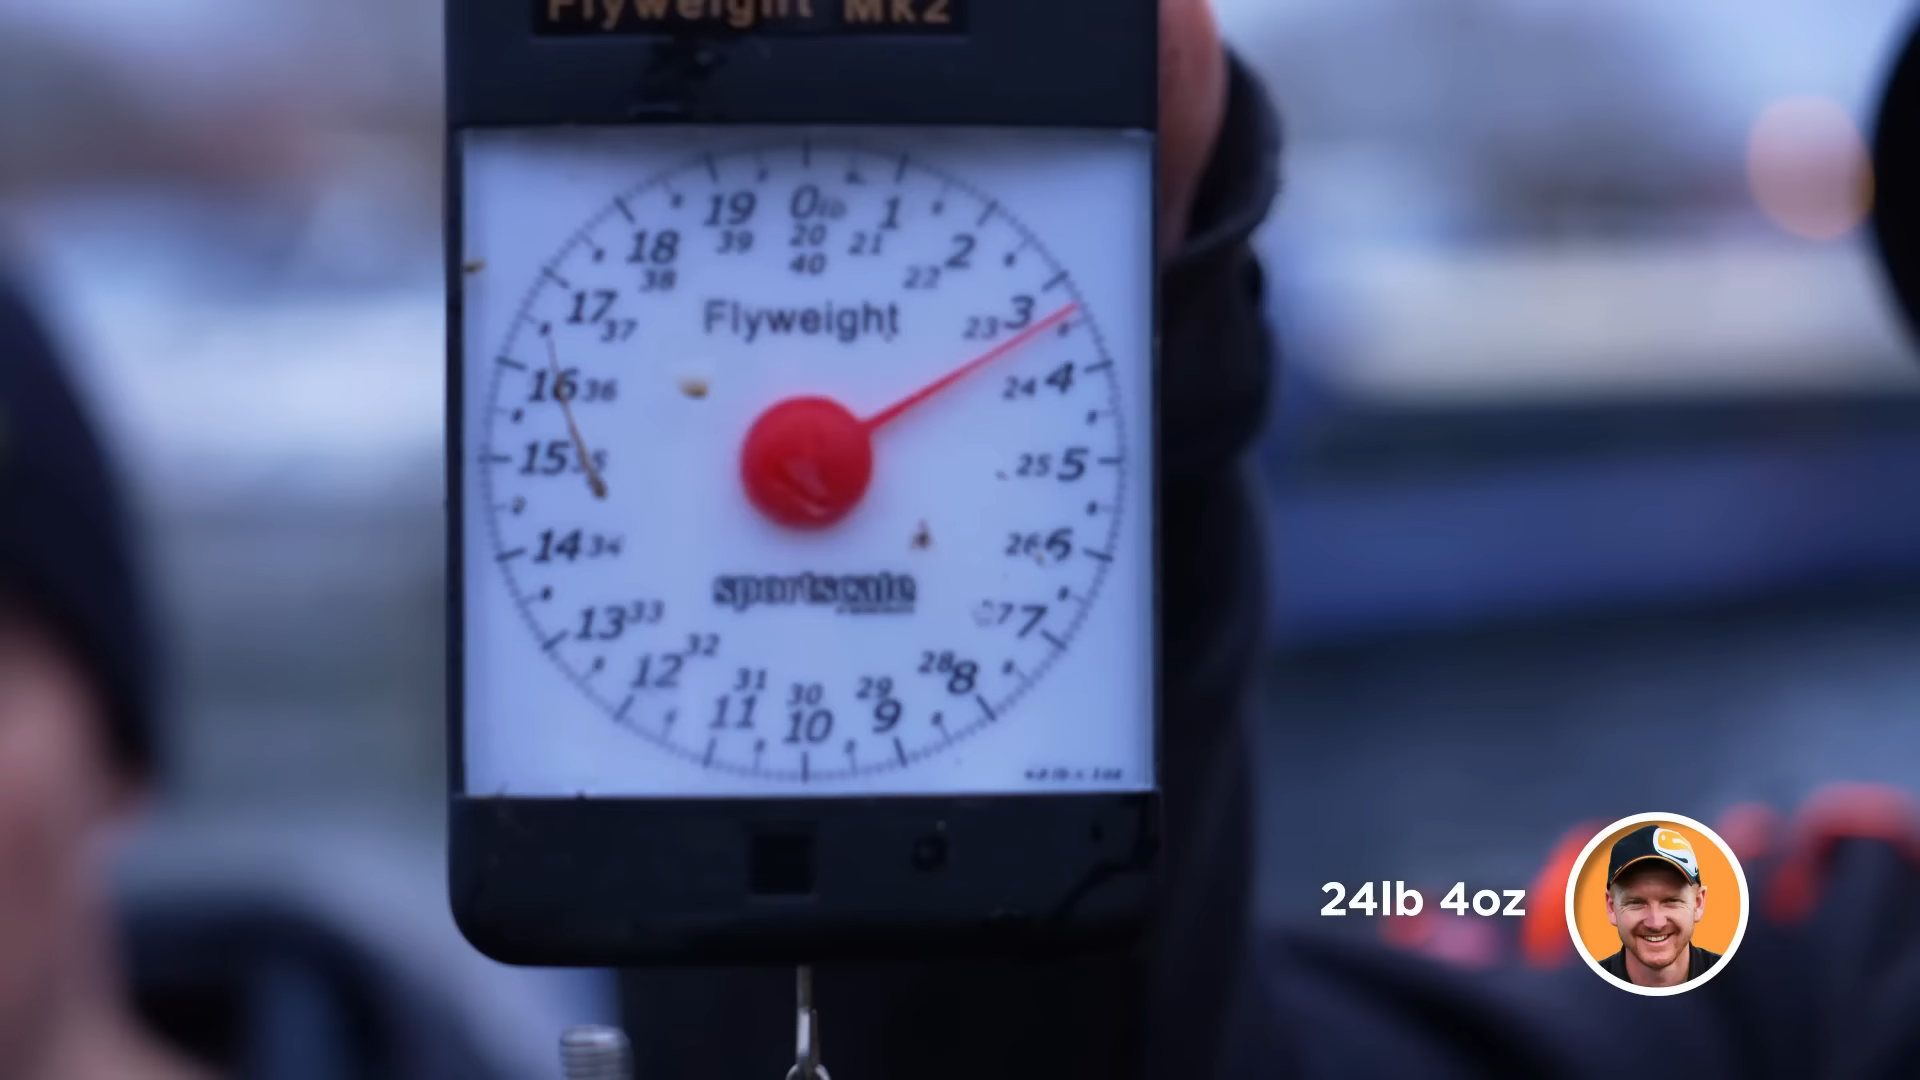 Flyweight Mk2
19 0lb 1
39 20 21
18 40 2
38 22
17 Flyweight 3
37 23
16 36 24 4
15 25 5
14 34 26 6
sportscale
13 33 7
12 32 28 8
31 30 29
11 10 9
24lb 4oz